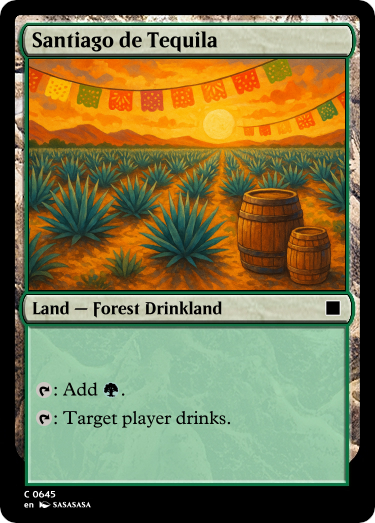 Santiago de Tequila
Land — Forest Drinkland
: Add .
: Target player drinks.
C 0645
en SASASASA